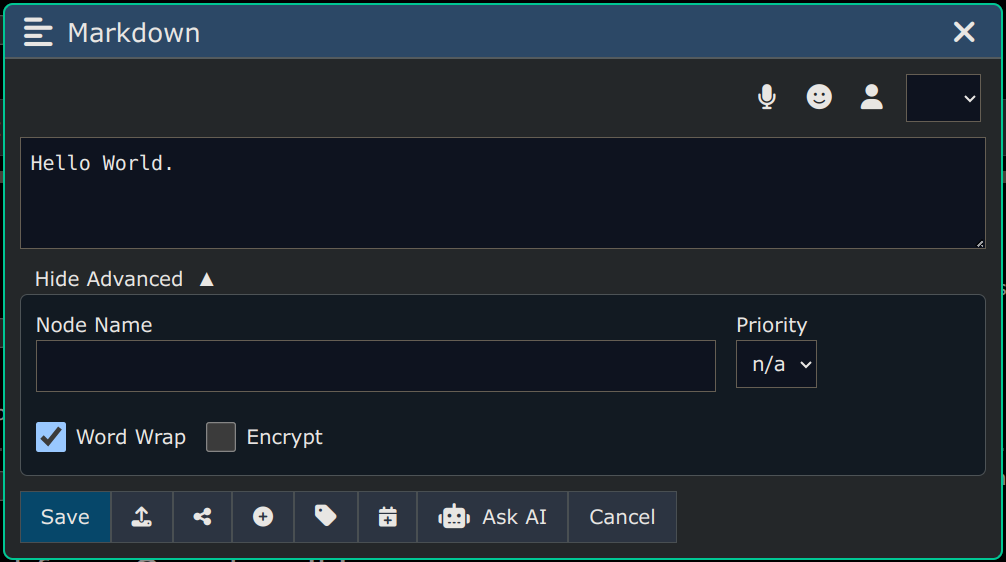 Markdown
Hello World.
Hide Advanced ▲
Node Name
Priority
n/a
Word Wrap
Encrypt
Save
Ask AI
Cancel